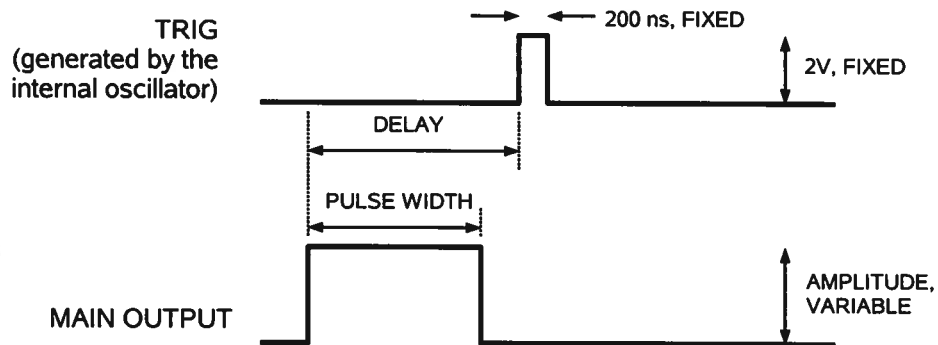 TRIG
(generated by the
internal oscillator)
200 ns, FIXED
2V, FIXED
DELAY
PULSE WIDTH
MAIN OUTPUT
AMPLITUDE,
VARIABLE